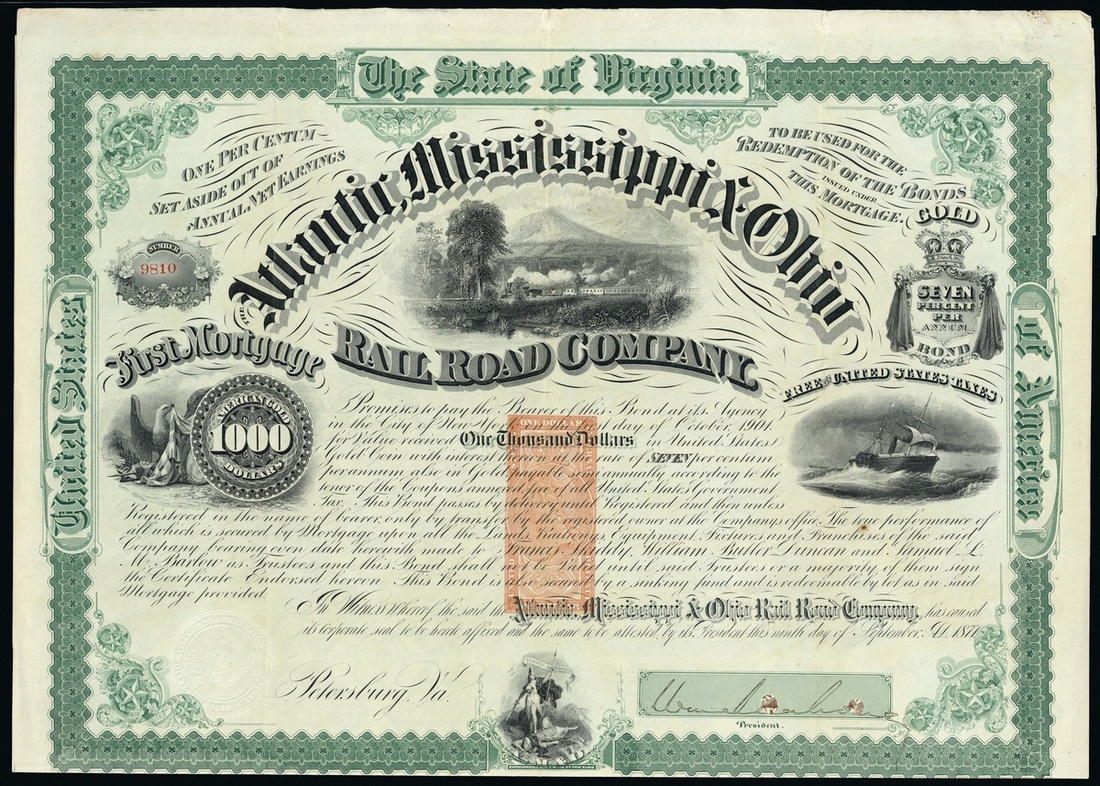 The State of Virginia
One Per Centum
Set aside out of
Annual Net Earnings
To be used for the
Redemption of the Bonds
issued under
this Mortgage.
The Atlantic, Mississippi & Ohio
Rail Road Company
Number
9810
Gold
Seven
Per Cent
Per
Annum
Bond
First Mortgage
Free from United States Taxes
American Gold
1000
Dollars
United States
of America
Promises to pay the Bearer of this Bond at its Agency
in the City of New York day of October, 1901
for Value received One Thousand Dollars in United States
Gold Coin with interest thereon at the rate of SEVEN per centum
per annum also in Gold payable semi annually according to the
tenor of the Coupons annexed free of all United States Government
Tax. This Bond passes by delivery until Registered and then unless
Registered in the name of bearer, only by transfer by the registered owner at the Company's office. The due performance of
all which is secured by Mortgage upon all the Lands, Equipment, Fixtures and Franchises of the said
Company bearing even date herewith made to Francis Skiddy, William Butler Duncan and Samuel L.
M. Barlow as Trustees and this Bond shall not be valid until said Trustees or a majority of them sign
the Certificate Endorsed hereon. This Bond is also secured by a sinking fund and is redeemable by lot as in said
Mortgage provided.
In Witness whereof, the said the Atlantic, Mississippi & Ohio Rail Road Company, has caused
its corporate seal to be hereto affixed and the same to be attested by its President this ninth day of September A.D. 1871
ONE DOLLAR
Petersburg, Va.
President.